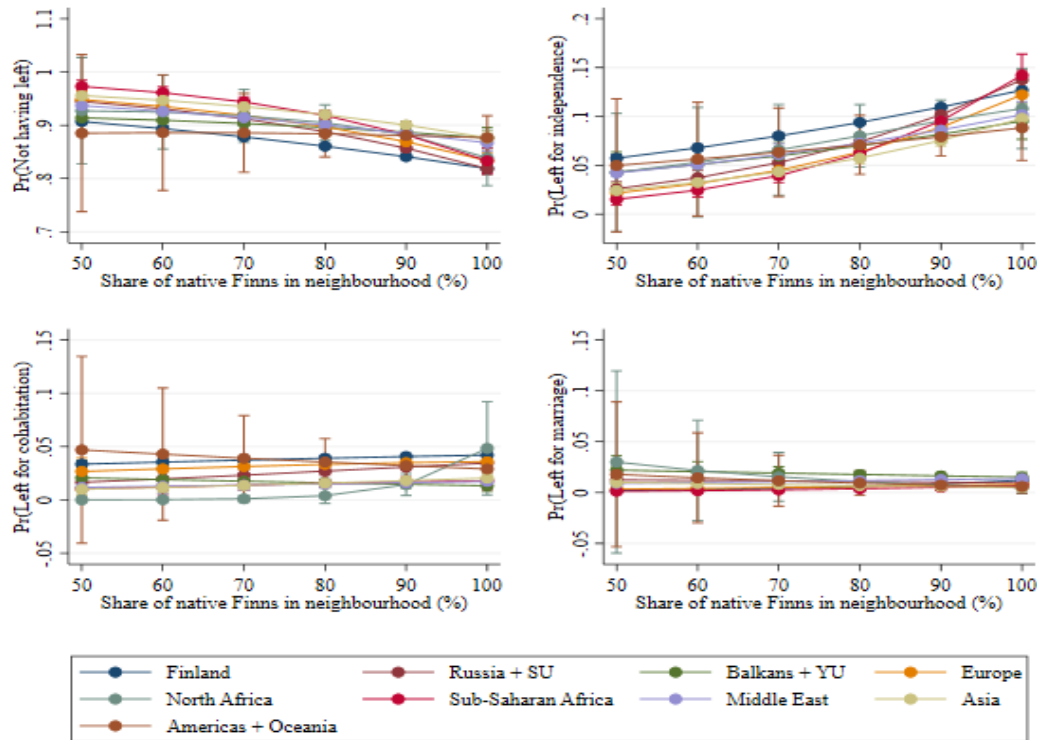 Pr(Not having left)
1.1
1
.9
.8
.7
50 60 70 80 90 100
Share of native Finns in neighbourhood (%)
Pr(Left for independence)
.2
.15
.1
.05
0
50 60 70 80 90 100
Share of native Finns in neighbourhood (%)
Pr(Left for cohabitation)
.15
.1
.05
0
-.05
50 60 70 80 90 100
Share of native Finns in neighbourhood (%)
Pr(Left for marriage)
.15
.1
.05
0
-.05
50 60 70 80 90 100
Share of native Finns in neighbourhood (%)
Finland Russia + SU Balkans + YU Europe
North Africa Sub-Saharan Africa Middle East Asia
Americas + Oceania